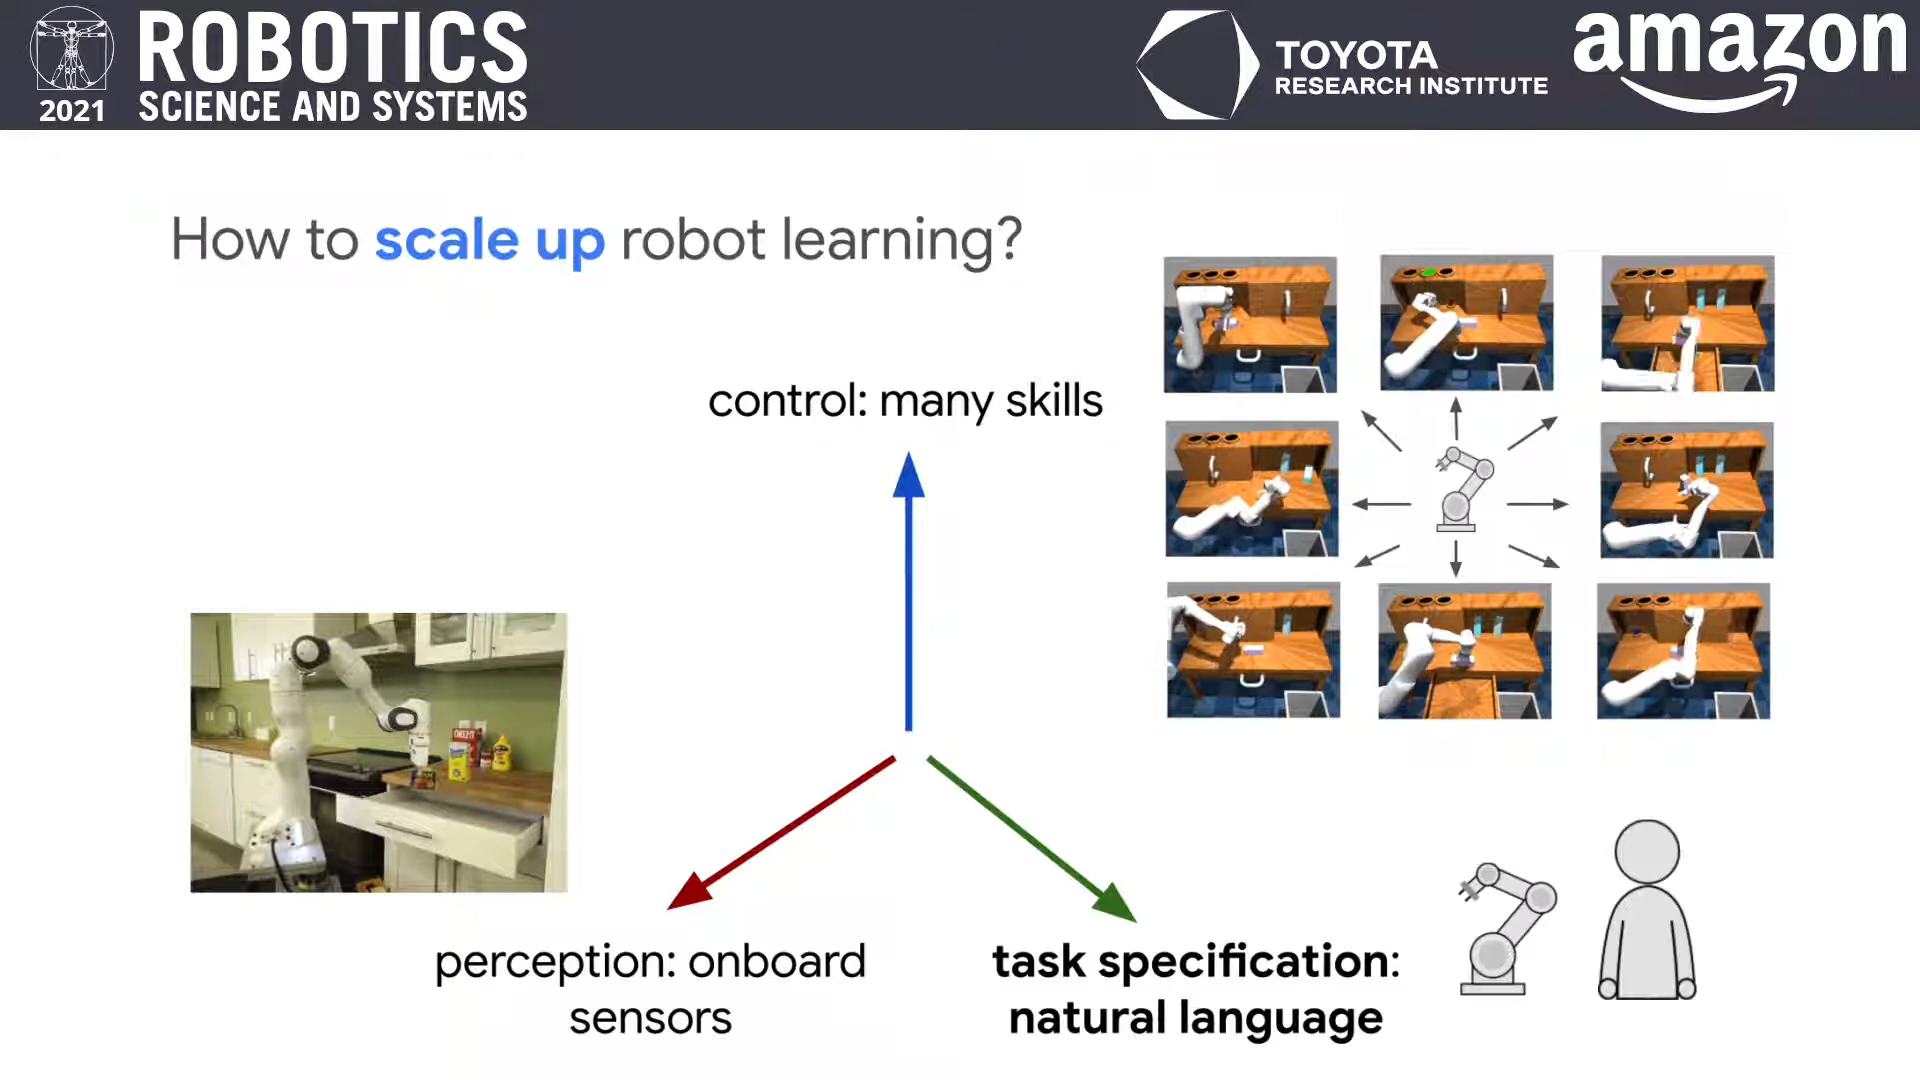 2021
ROBOTICS
SCIENCE AND SYSTEMS
TOYOTA
RESEARCH INSTITUTE
amazon
How to scale up robot learning?
control: many skills
perception: onboard
sensors
task specification:
natural language